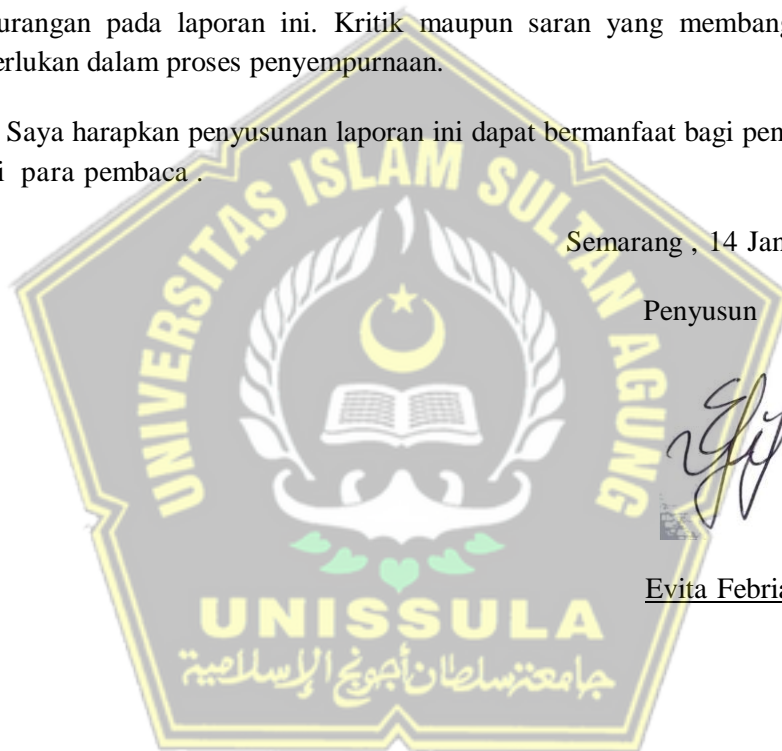 urangan pada laporan ini. Kritik maupun saran yang membang
erlukan dalam proses penyempurnaan.
Saya harapkan penyusunan laporan ini dapat bermanfaat bagi pen
i para pembaca .
Semarang , 14 Jan
Penyusun
Evita Febria
UNIVERSITAS ISLAM SULTAN AGUNG
UNISSULA
جامعة سلطان أجونج الإسلامية